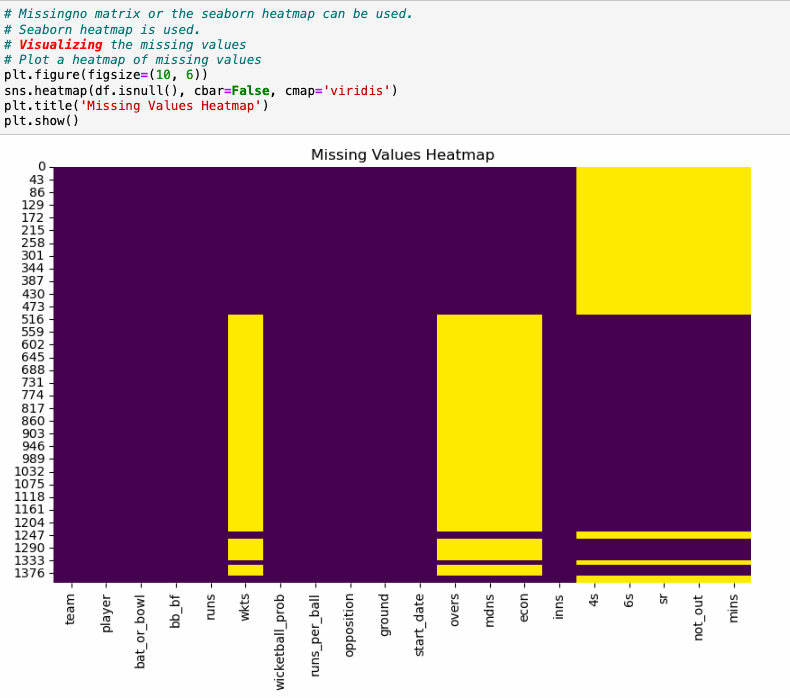 # Missingno matrix or the seaborn heatmap can be used.
# Seaborn heatmap is used.
# Visualizing the missing values
# Plot a heatmap of missing values
plt.figure(figsize=(10, 6))
sns.heatmap(df.isnull(), cbar=False, cmap='viridis')
plt.title('Missing Values Heatmap')
plt.show()
Missing Values Heatmap
0
43
86
129
172
215
258
301
344
387
430
473
516
559
602
645
688
731
774
817
860
903
946
989
1032
1075
1118
1161
1204
1247
1290
1333
1376
team
player
bat_or_bowl
bb_bf
runs
wkts
wicketball_prob
runs_per_ball
opposition
ground
start_date
overs
mdns
econ
inns
4s
6s
sr
not_out
mins